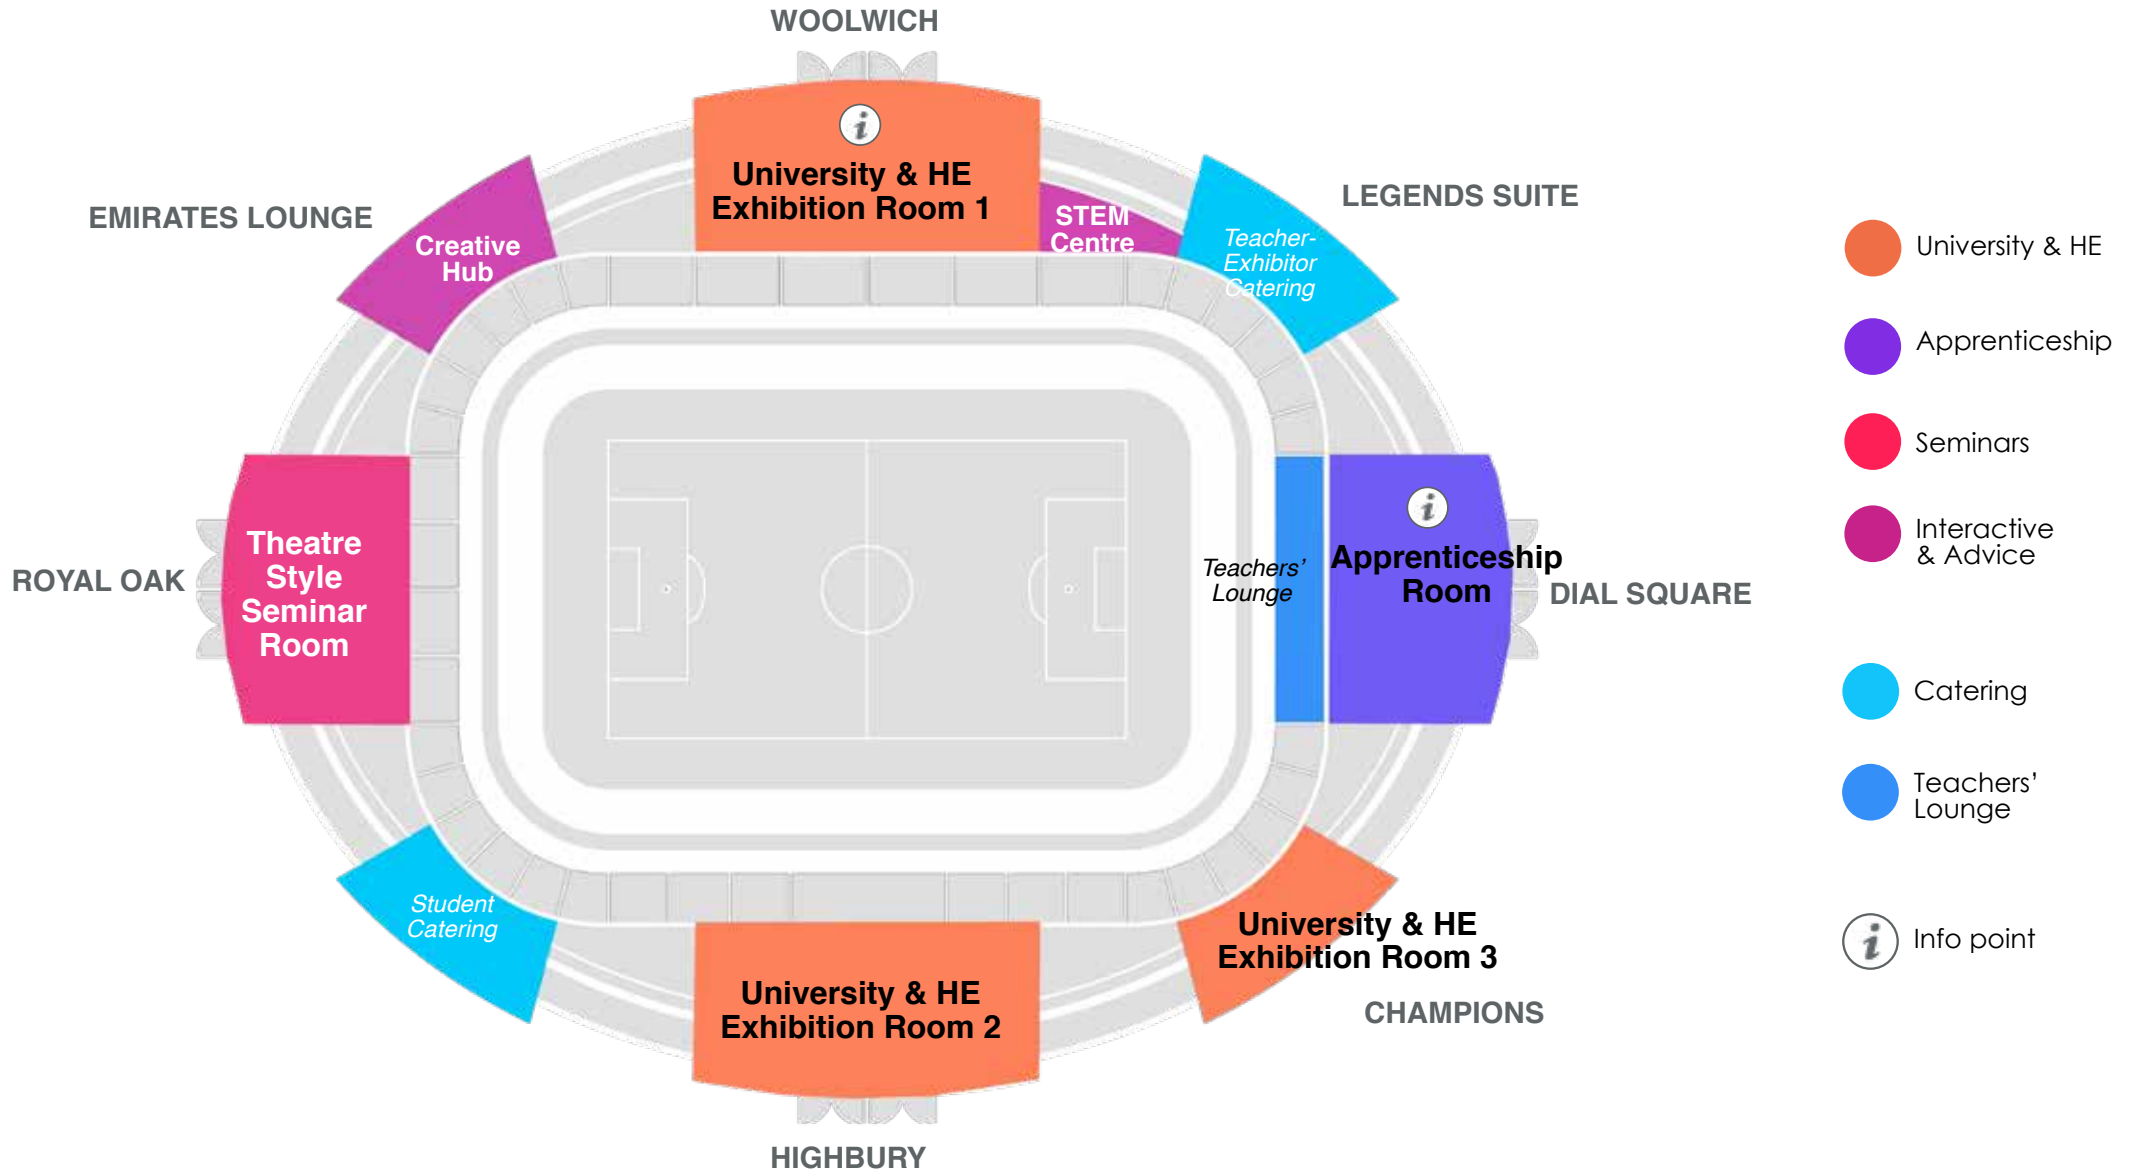 WOOLWICH
University & HE
Exhibition Room 1
EMIRATES LOUNGE
Creative
Hub
STEM
Centre
Teacher-
Exhibitor
Catering
LEGENDS SUITE
ROYAL OAK
Theatre
Style
Seminar
Room
Teachers'
Lounge
Apprenticeship
Room
DIAL SQUARE
Student
Catering
University & HE
Exhibition Room 2
University & HE
Exhibition Room 3
CHAMPIONS
HIGHBURY
University & HE
Apprenticeship
Seminars
Interactive
& Advice
Catering
Teachers'
Lounge
Info point